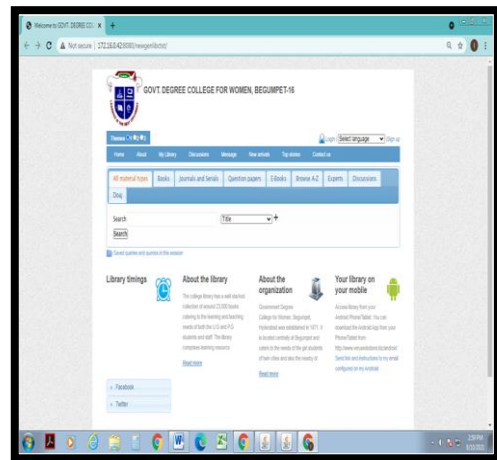 Welcome to GOVT. DEGREE COL
Not secure | 172.16.0.42:8080/newgenlibctxt/
GOVT. DEGREE COLLEGE FOR WOMEN, BEGUMPET-16
Themes
Login Select language Sign up
Home About My Library Discussions Message New arrivals Top stories Contact us
All material types Books Journals and Serials Question papers E-Books Browse A-Z Experts Discussions
Doaj
Search Title +
Search
Saved queries and queries in this session
Library timings
About the library
The college library has a well stacked
collection of around 23,000 books
catering to the learning and teaching
needs of both the U.G and P.G
students and staff. The library
comprises learning resource
Read more
About the organization
Government Degree
College for Women, Begumpet,
Hyderabad was established in 1971. It
is located centrally at Begumpet and
caters to the needs of the girl students
of twin cities and also the nearby
Read more
Your library on your mobile
Access library from your
Android Phone/Tablet. You can
download the Android App from your
Phone/Tablet from
Send link and instructions to my email
configured on my Android.
+ Facebook
+ Twitter